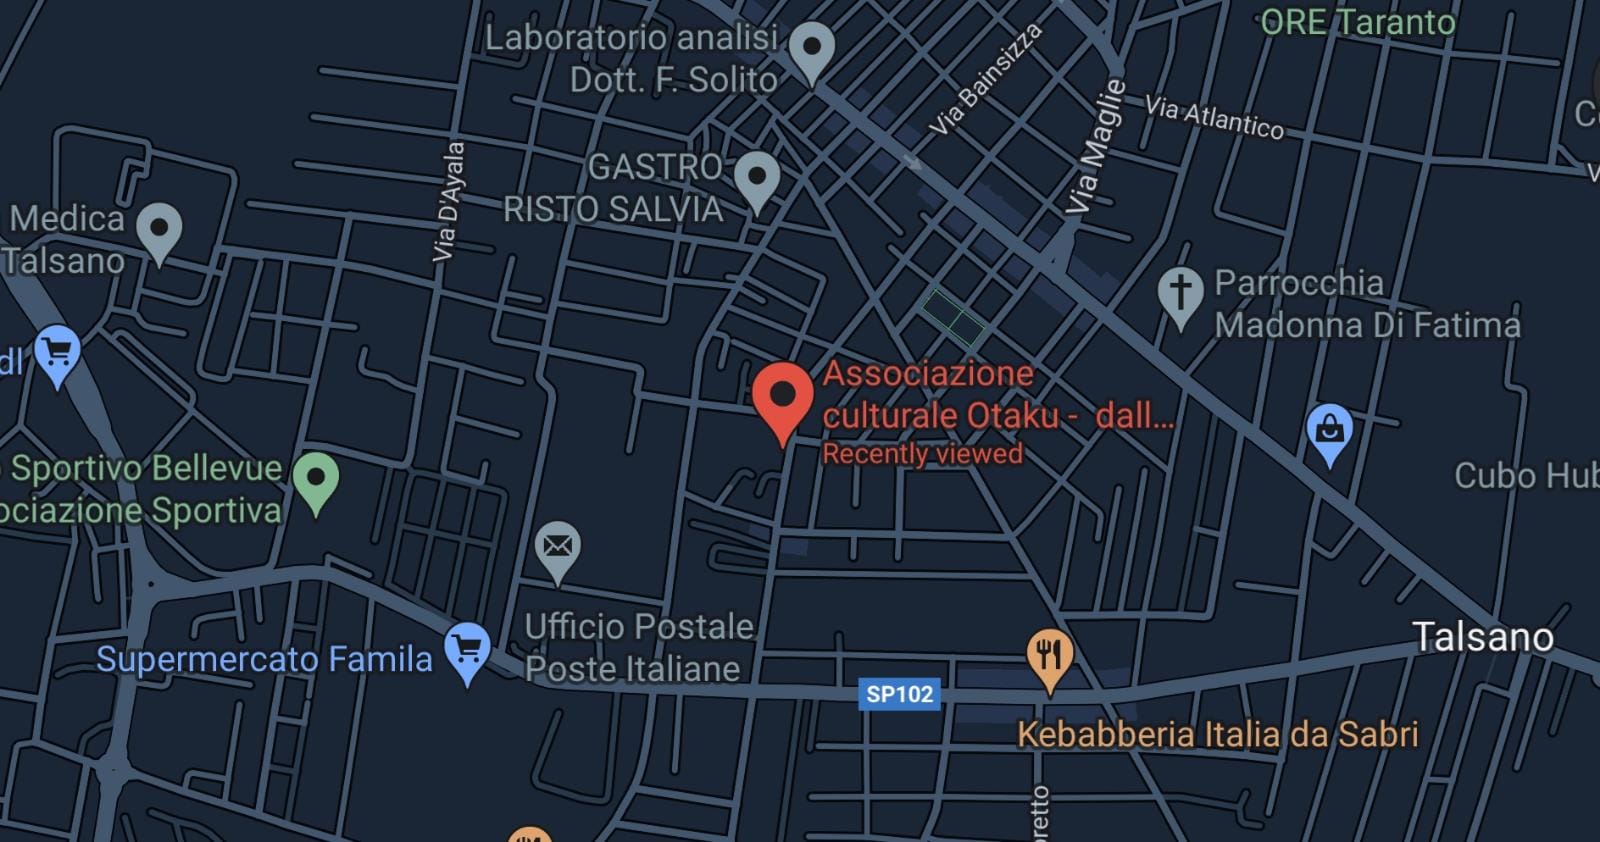 ORE Taranto
Laboratorio analisi
Dott. F. Solito
Via Bainsizza
Via Maglie
Via Atlantico
Via D'Ayala
GASTRO
RISTO SALVIA
Medica
Talsano
Parrocchia
Madonna Di Fatima
dl
Associazione
culturale Otaku - dall...
Recently viewed
Sportivo Bellevue
ociazione Sportiva
Cubo Hub
Ufficio Postale
Poste Italiane
Supermercato Famila
Talsano
SP102
Kebabberia Italia da Sabri
oretto